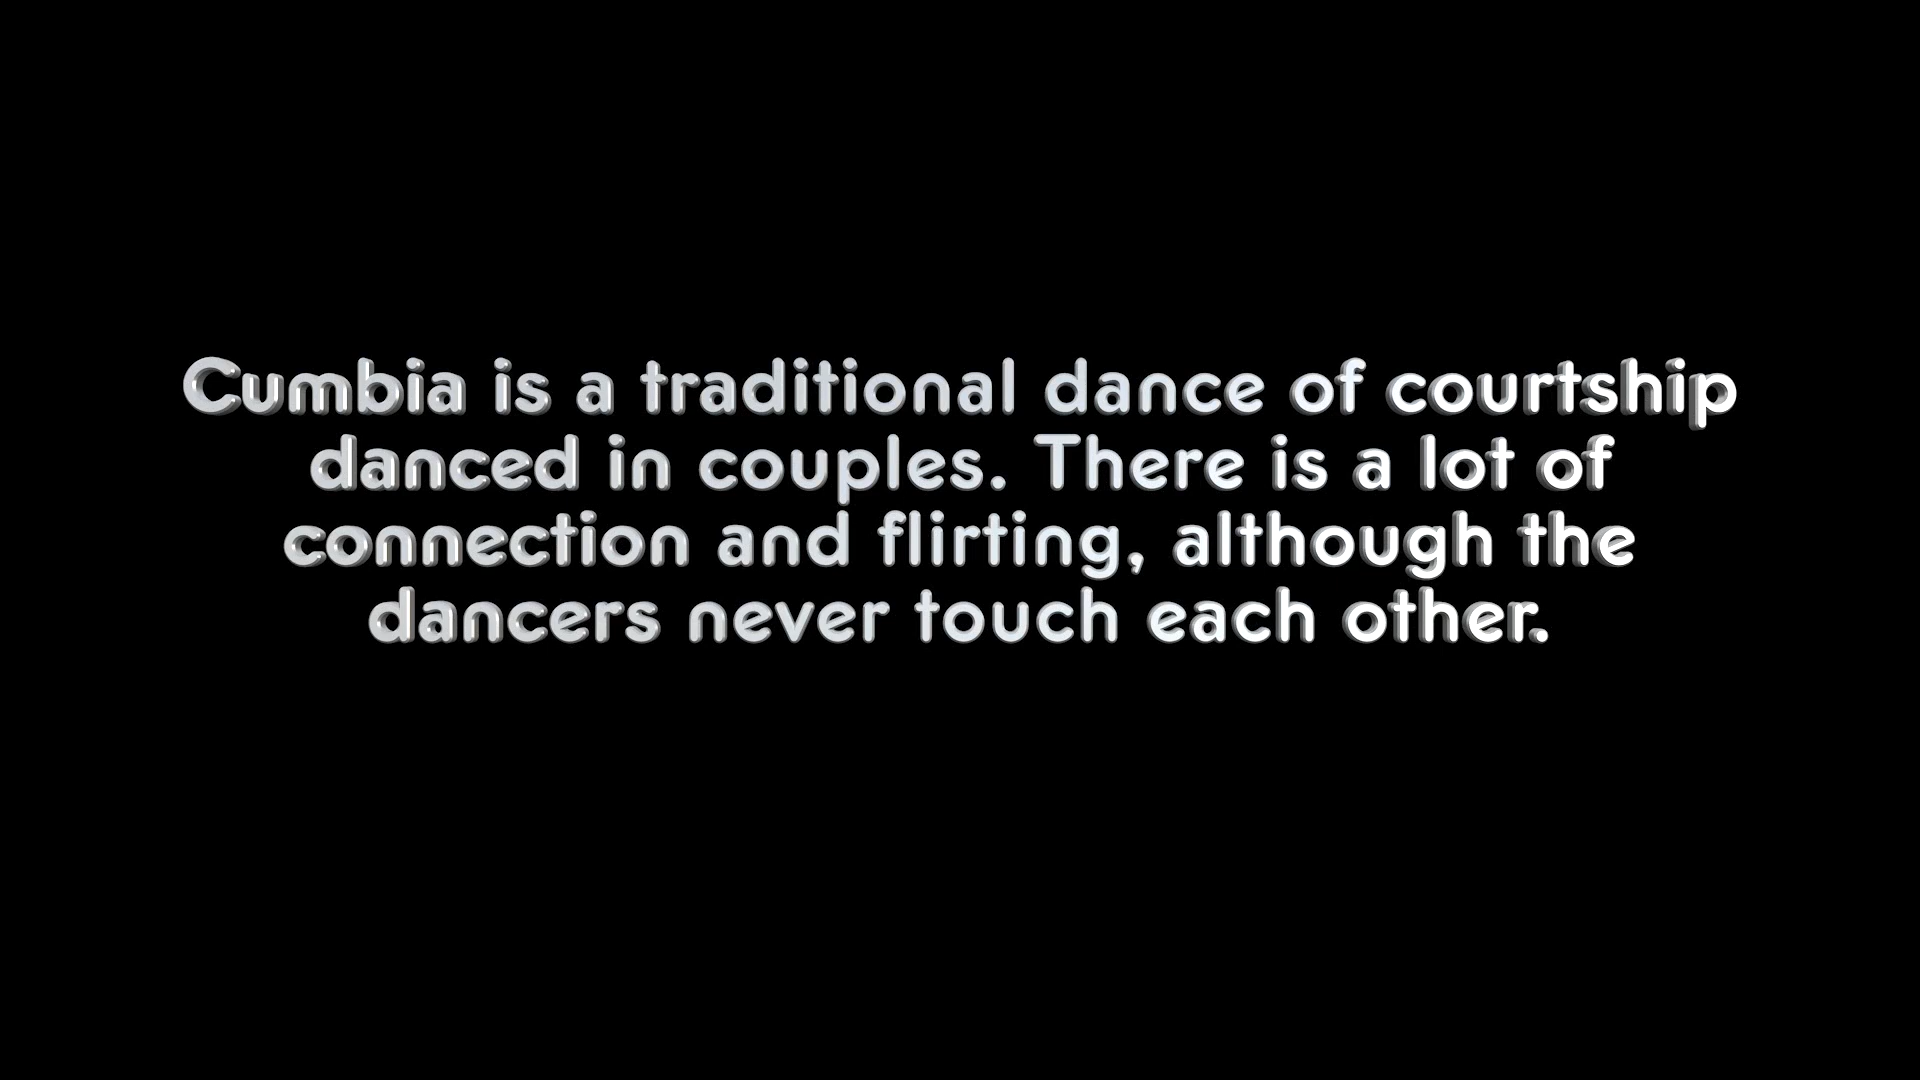 Cumbia is a traditional dance of courtship
danced in couples. There is a lot of
connection and flirting, although the
dancers never touch each other.